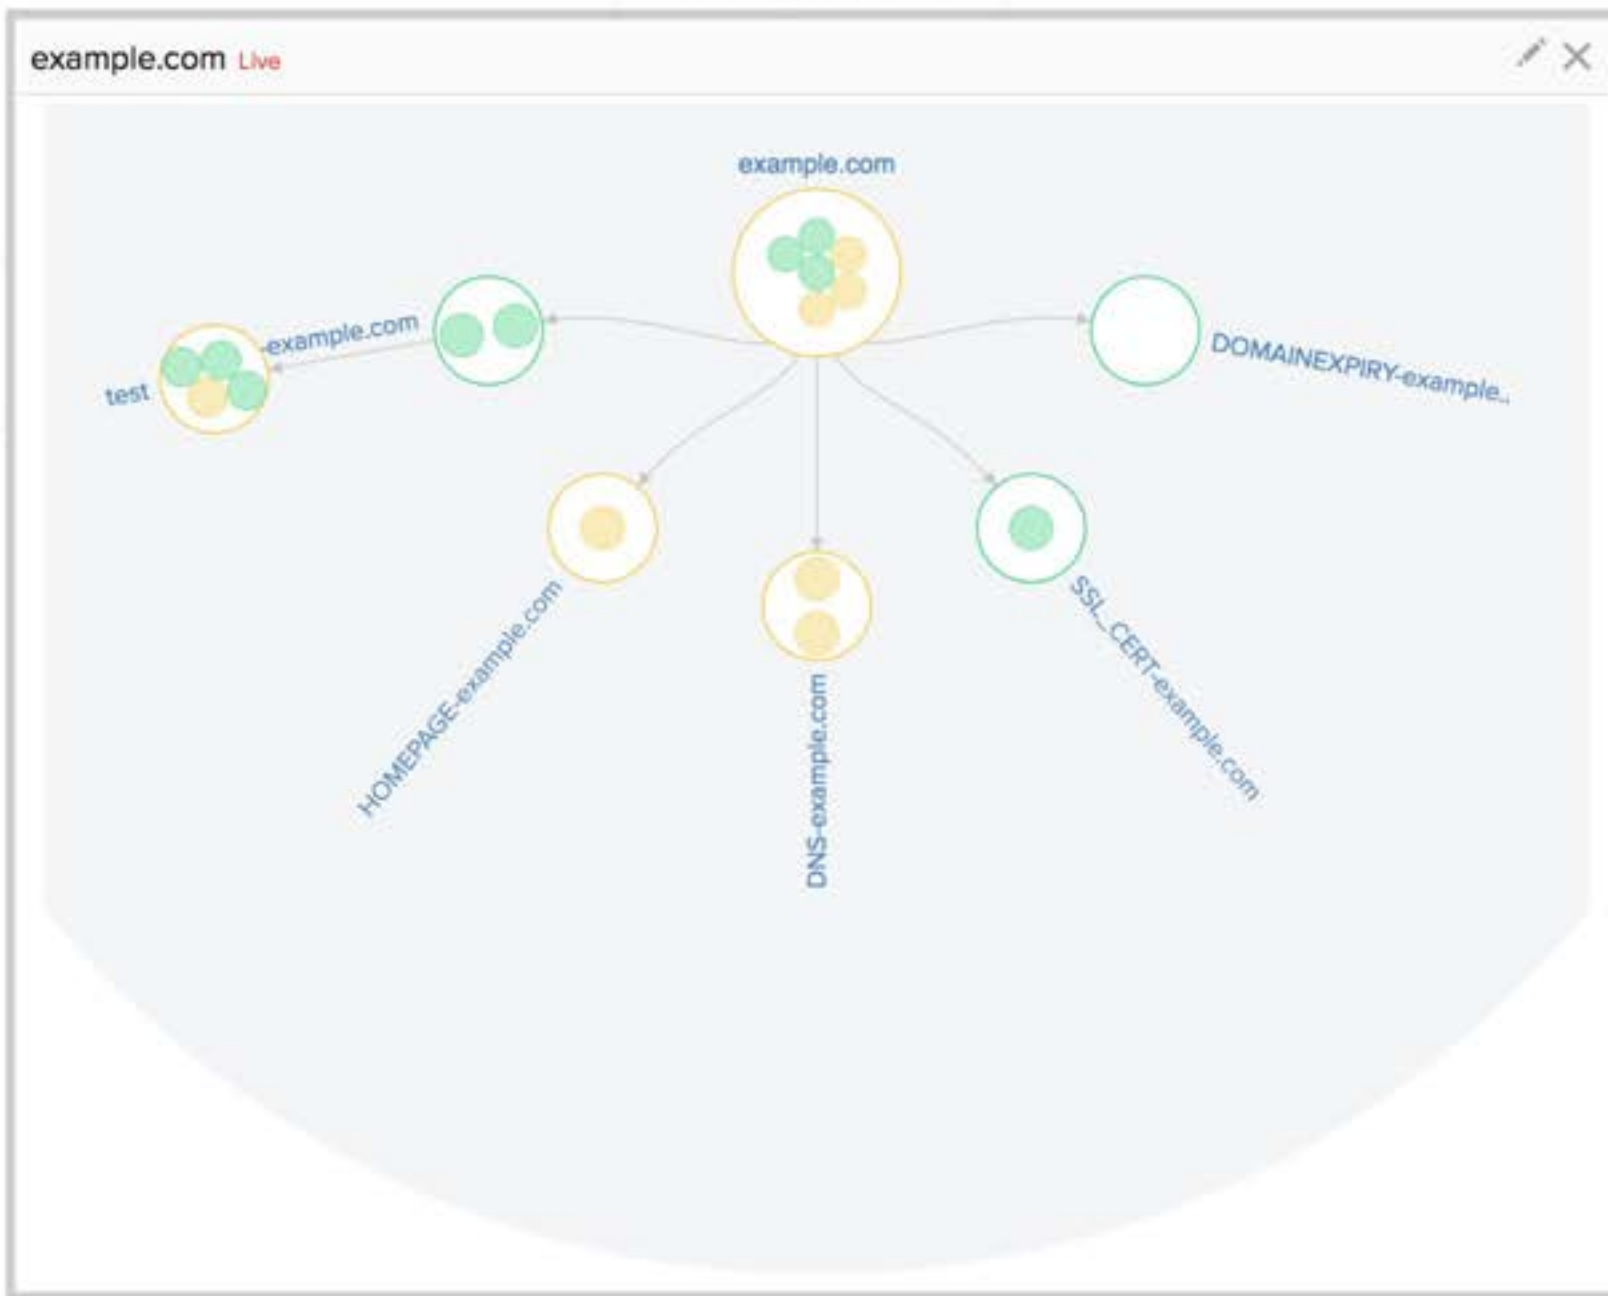 example.com Live
example.com
-example.com
test
DOMAINEXPIRY-example..
HOMEPAGE-example.com
DNS-example.com
SSL_CERT-example.com